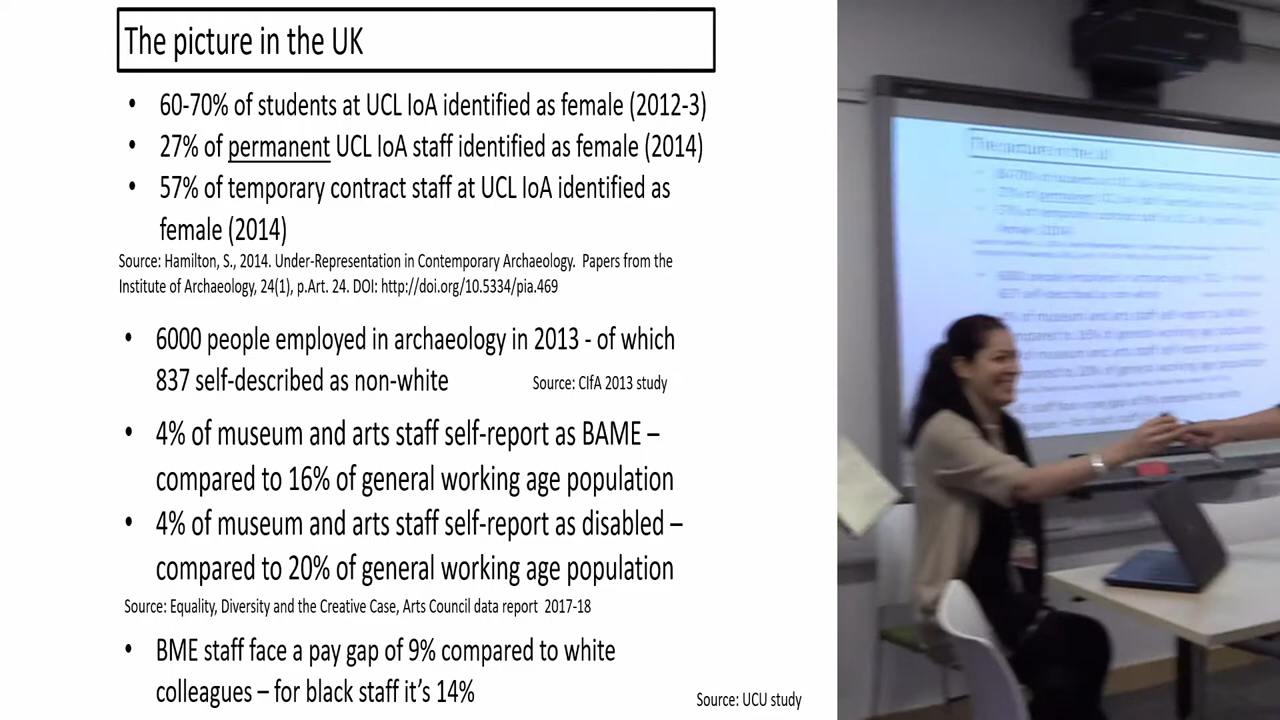 The picture in the UK
• 60-70% of students at UCL IoA identified as female (2012-3)
• 27% of permanent UCL IoA staff identified as female (2014)
• 57% of temporary contract staff at UCL IoA identified as
female (2014)
Source: Hamilton, S., 2014. Under-Representation in Contemporary Archaeology. Papers from the
Institute of Archaeology, 24(1), p.Art. 24. DOI: http://doi.org/10.5334/pia.469
• 6000 people employed in archaeology in 2013 - of which
837 self-described as non-white Source: CIfA 2013 study
• 4% of museum and arts staff self-report as BAME –
compared to 16% of general working age population
• 4% of museum and arts staff self-report as disabled –
compared to 20% of general working age population
Source: Equality, Diversity and the Creative Case, Arts Council data report 2017-18
• BME staff face a pay gap of 9% compared to white
colleagues – for black staff it's 14%
Source: UCU study